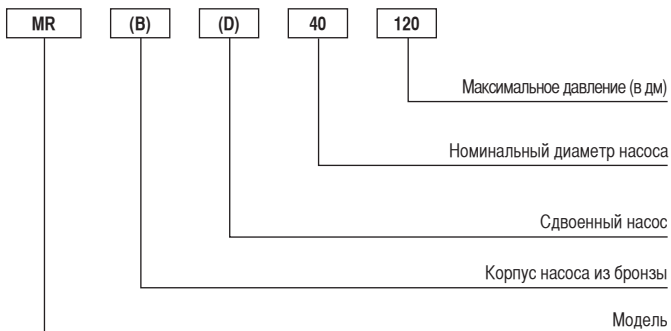 MR (B) (D) 40 120
Максимальное давление (в дм)
Номинальный диаметр насоса
Сдвоенный насос
Корпус насоса из бронзы
Модель